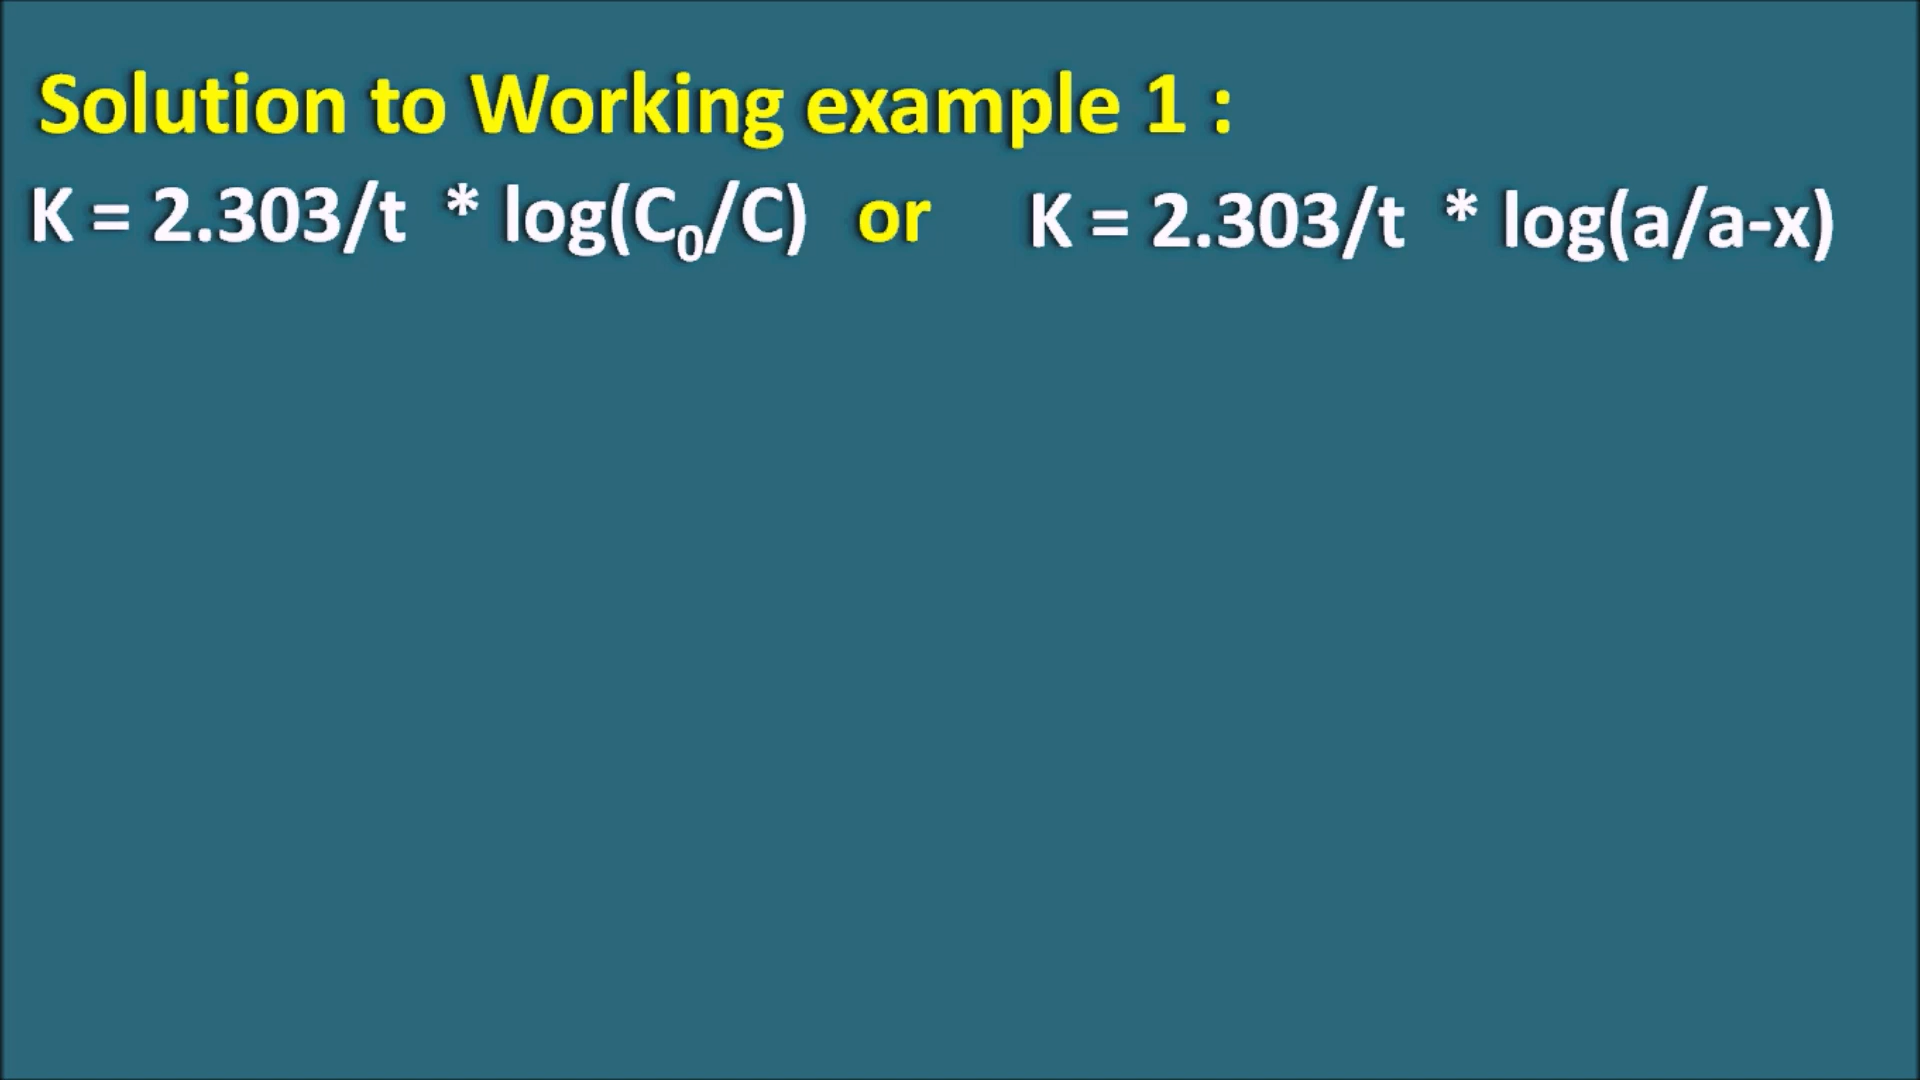 Solution to Working example 1 :
K = 2.303/t * log(C₀/C) or K = 2.303/t * log(a/a-x)